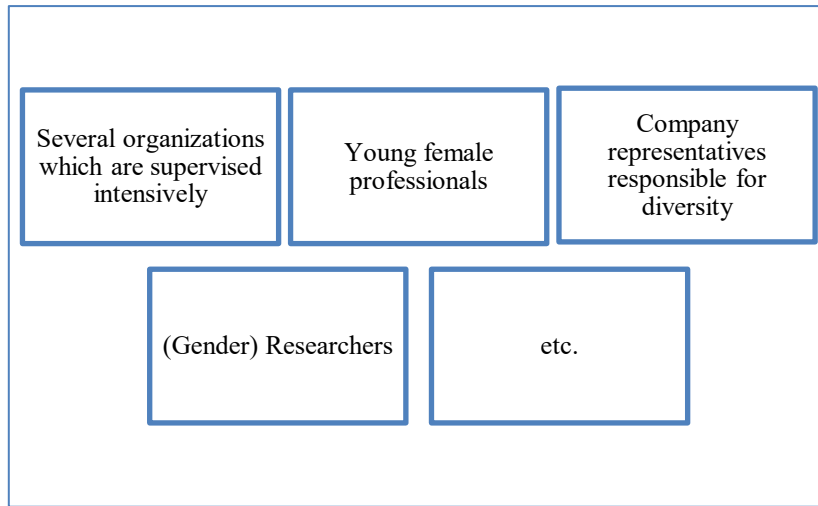 Several organizations
which are supervised
intensively
Young female
professionals
Company
representatives
responsible for
diversity
(Gender) Researchers
etc.